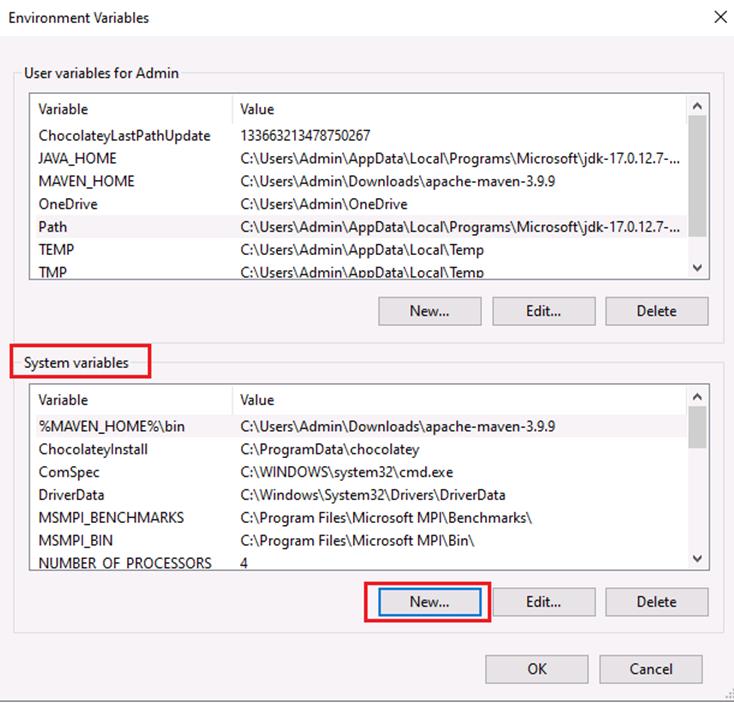 Environment Variables
User variables for Admin
Variable Value
ChocolateyLastPathUpdate 133663213478750267
JAVA_HOME C:\Users\Admin\AppData\Local\Programs\Microsoft\jdk-17.0.12.7-...
MAVEN_HOME C:\Users\Admin\Downloads\apache-maven-3.9.9
OneDrive C:\Users\Admin\OneDrive
Path C:\Users\Admin\AppData\Local\Programs\Microsoft\jdk-17.0.12.7-...
TEMP C:\Users\Admin\AppData\Local\Temp
TMP C:\Users\Admin\AppData\Local\Temp
New... Edit... Delete
System variables
Variable Value
%MAVEN_HOME%\bin C:\Users\Admin\Downloads\apache-maven-3.9.9
ChocolateyInstall C:\ProgramData\chocolatey
ComSpec C:\WINDOWS\system32\cmd.exe
DriverData C:\Windows\System32\Drivers\DriverData
MSMPI_BENCHMARKS C:\Program Files\Microsoft MPI\Benchmarks\
MSMPI_BIN C:\Program Files\Microsoft MPI\Bin\
NUMBER_OF_PROCESSORS 4
New... Edit... Delete
OK Cancel